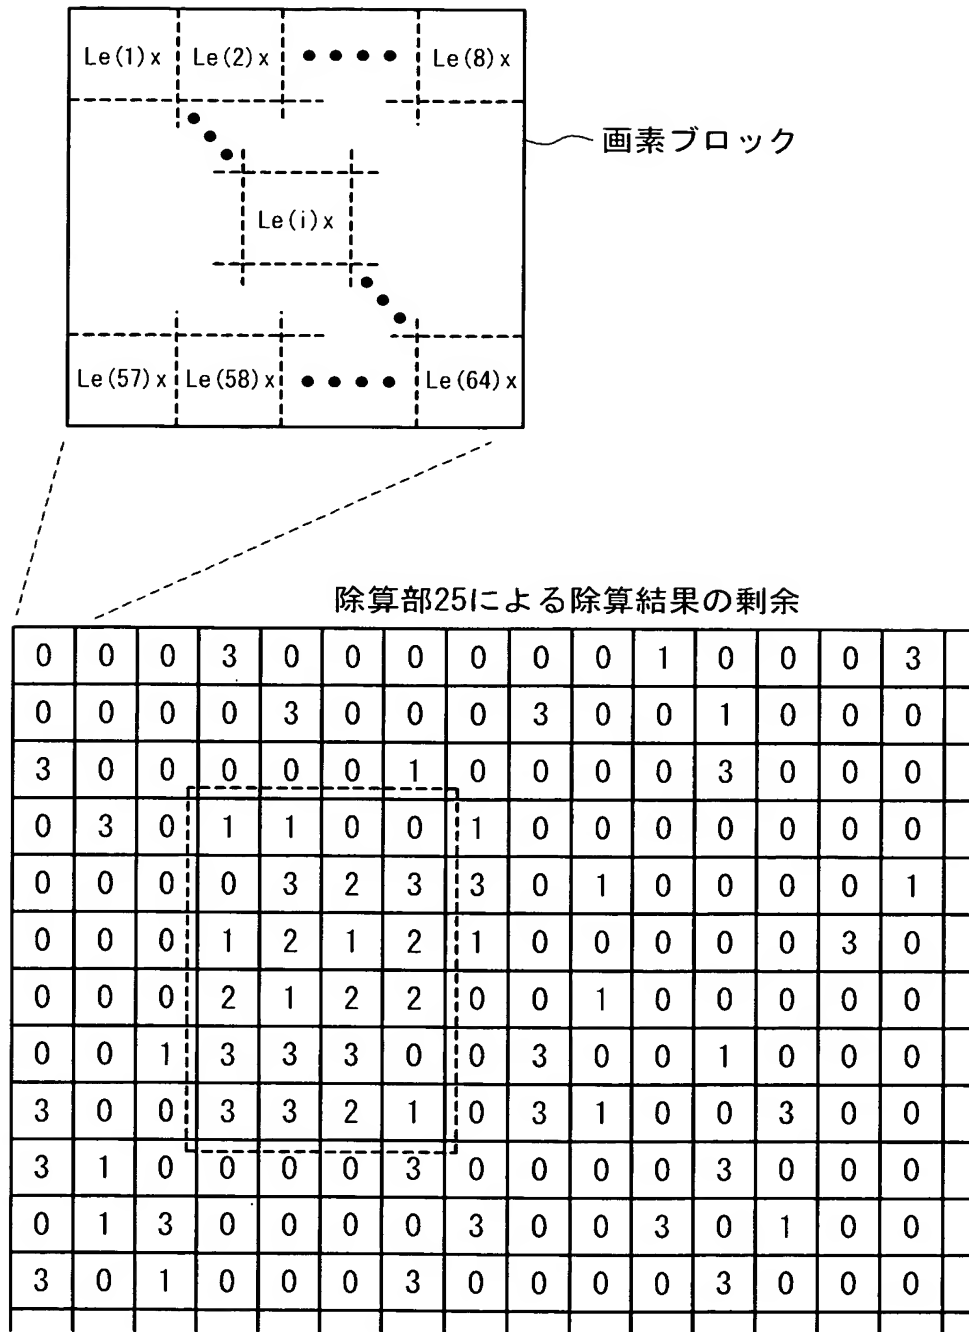 Le(1)x Le(2)x ●●●● Le(8)x
画素ブロック
Le(i)x
Le(57)x Le(58)x ●●●● Le(64)x
除算部25による除算結果の剰余
0 0 0 3 0 0 0 0 0 0 1 0 0 0 3
0 0 0 0 3 0 0 0 3 0 0 1 0 0 0
3 0 0 0 0 0 1 0 0 0 0 3 0 0 0
0 3 0 1 1 0 0 1 0 0 0 0 0 0 0
0 0 0 0 3 2 3 3 0 1 0 0 0 0 1
0 0 0 1 2 1 2 1 0 0 0 0 0 3 0
0 0 0 2 1 2 2 0 0 1 0 0 0 0 0
0 0 1 3 3 3 0 0 3 0 0 1 0 0 0
3 0 0 3 3 2 1 0 3 1 0 0 3 0 0
3 1 0 0 0 0 3 0 0 0 0 3 0 0 0
0 1 3 0 0 0 0 3 0 0 3 0 1 0 0
3 0 1 0 0 0 3 0 0 0 0 3 0 0 0